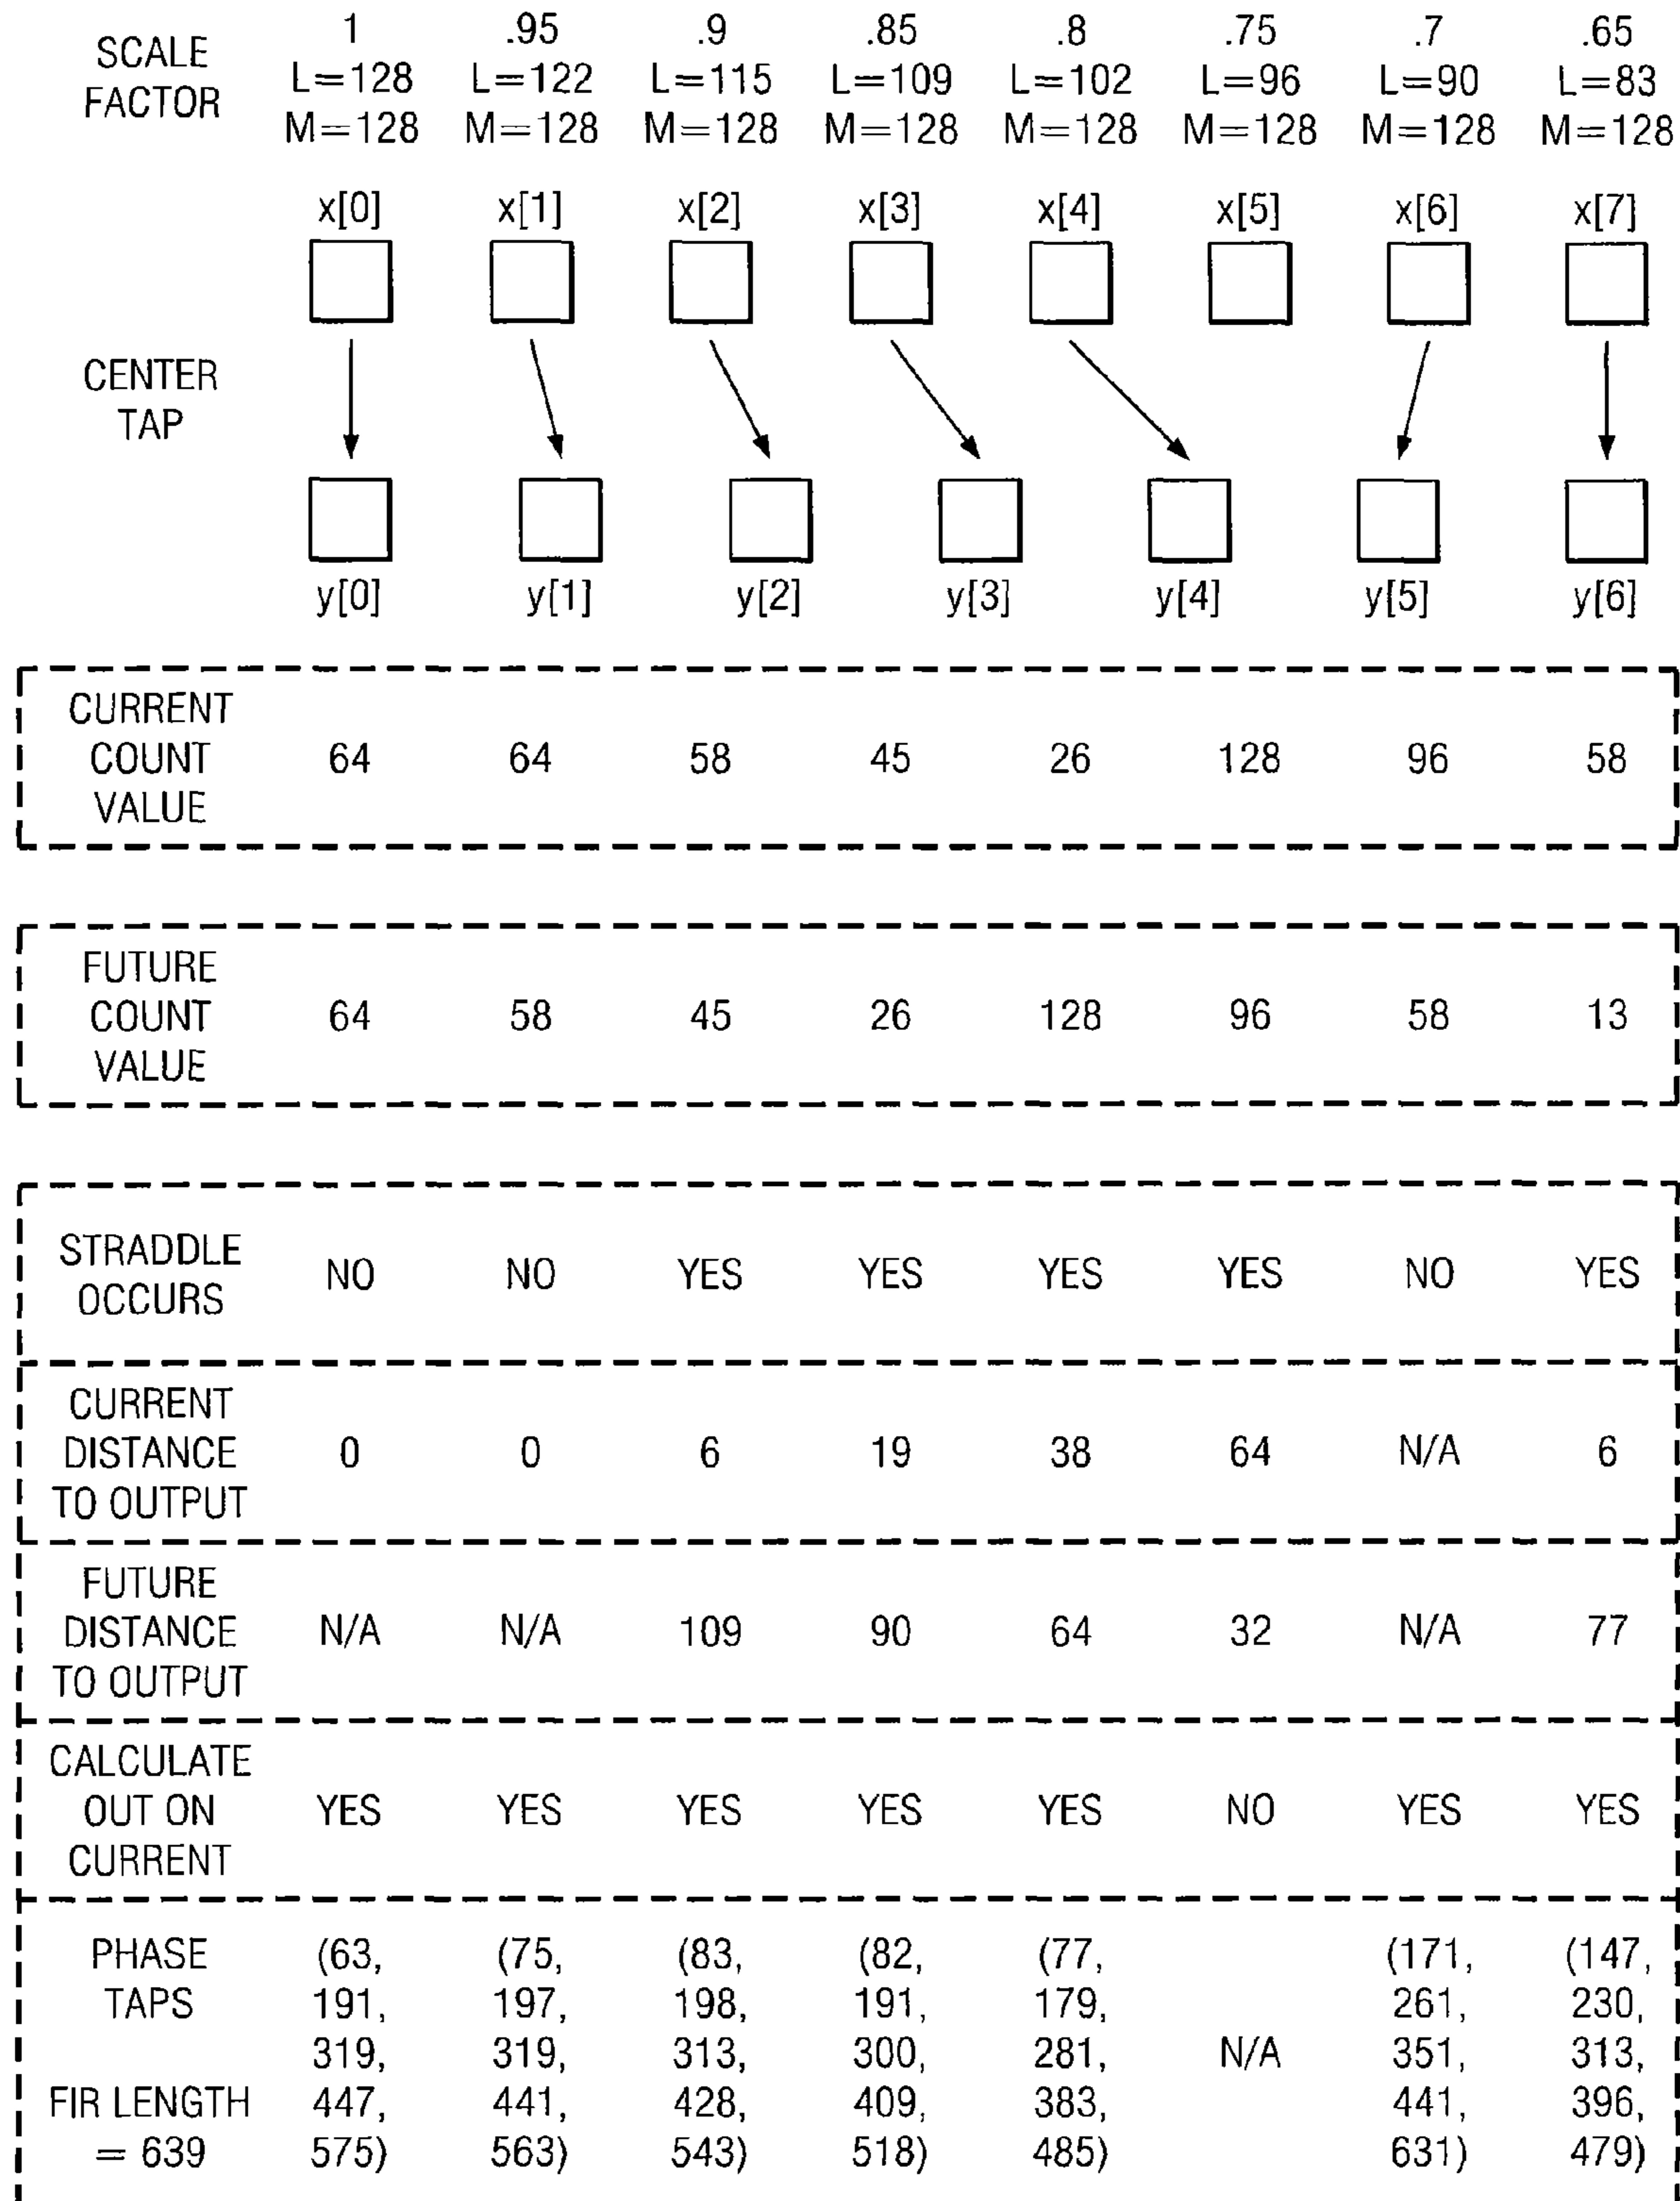 SCALE FACTOR 1 .95 .9 .85 .8 .75 .7 .65
L=128 L=122 L=115 L=109 L=102 L=96 L=90 L=83
M=128 M=128 M=128 M=128 M=128 M=128 M=128 M=128
x[0] x[1] x[2] x[3] x[4] x[5] x[6] x[7]
CENTER
TAP
y[0] y[1] y[2] y[3] y[4] y[5] y[6]
CURRENT
COUNT 64 64 58 45 26 128 96 58
VALUE
FUTURE
COUNT 64 58 45 26 128 96 58 13
VALUE
STRADDLE
OCCURS NO NO YES YES YES YES NO YES
CURRENT
DISTANCE 0 0 6 19 38 64 N/A 6
TO OUTPUT
FUTURE
DISTANCE N/A N/A 109 90 64 32 N/A 77
TO OUTPUT
CALCULATE
OUT ON YES YES YES YES YES NO YES YES
CURRENT
PHASE (63, (75, (83, (82, (77, (171, (147,
TAPS 191, 197, 198, 191, 179, 261, 230,
319, 319, 313, 300, 281, N/A 351, 313,
FIR LENGTH 447, 441, 428, 409, 383, 441, 396,
= 639 575) 563) 543) 518) 485) 631) 479)